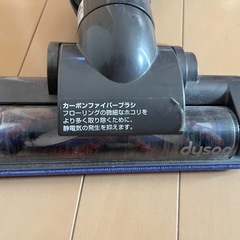 カーボンファイバーブラシ
フローリングの微細なホコリを
より多く取り除くために、
静電気の発生を抑えます。
dyson